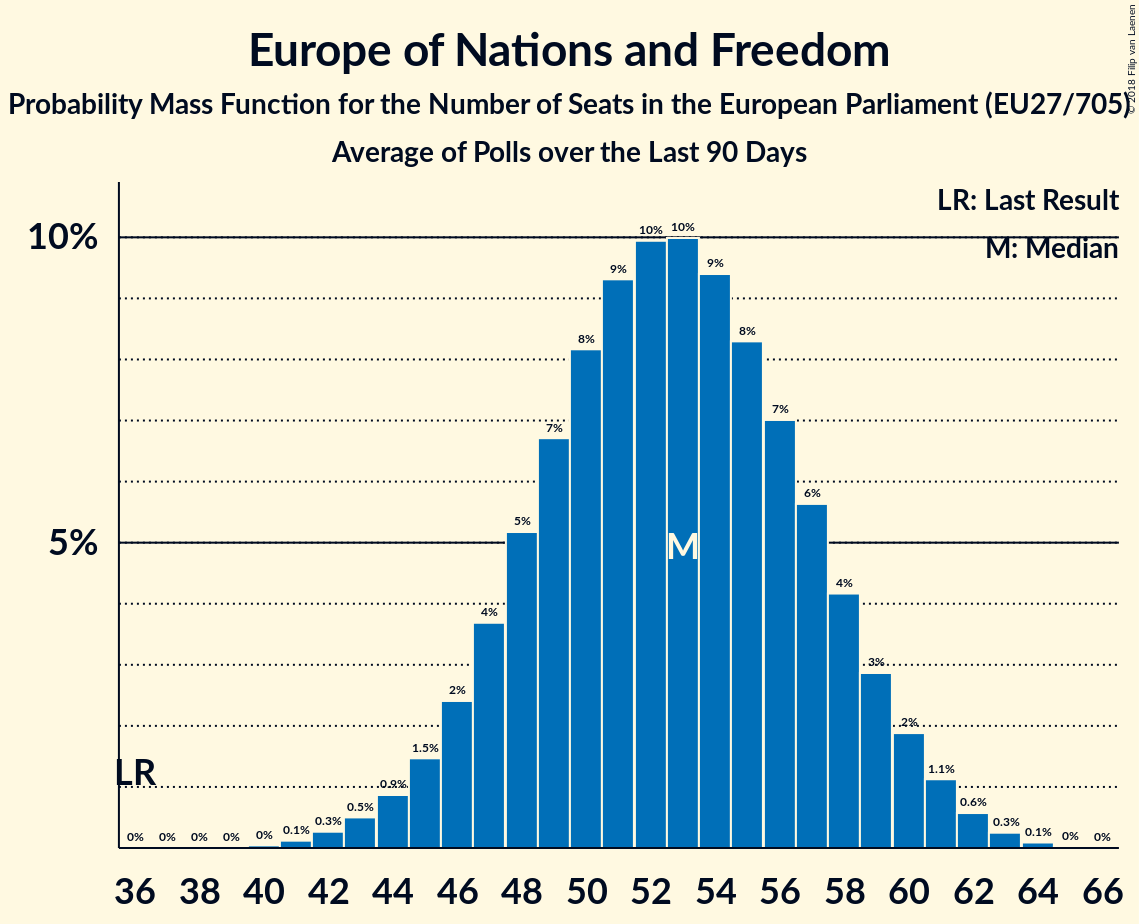 Europe of Nations and Freedom
Probability Mass Function for the Number of Seats in the European Parliament (EU27/705)
Average of Polls over the Last 90 Days
© 2018 Filip van Laenen
LR: Last Result
M: Median
10%
5%
LR
M
0% 0% 0% 0% 0% 0.1% 0.3% 0.5% 0.9% 1.5% 2% 4% 5% 7% 8% 9% 10% 10% 9% 8% 7% 6% 4% 3% 2% 1.1% 0.6% 0.3% 0.1% 0% 0%
36 38 40 42 44 46 48 50 52 54 56 58 60 62 64 66